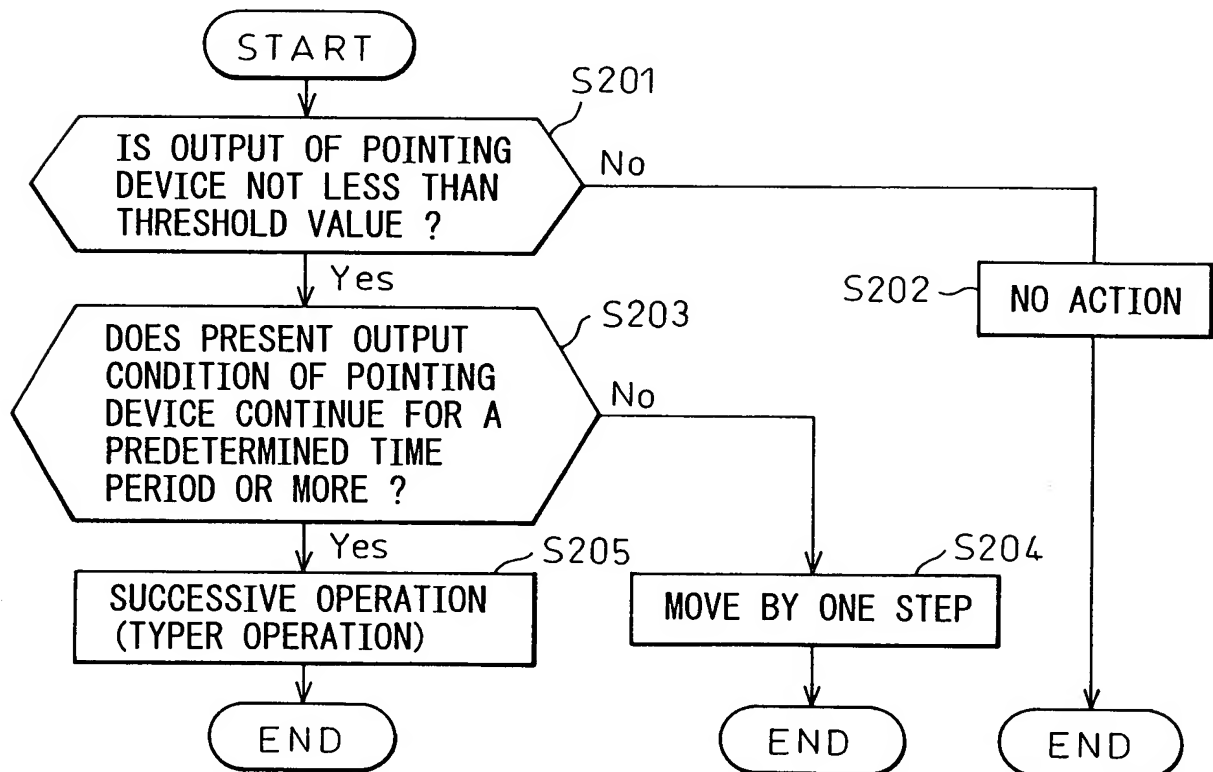 START
S201
IS OUTPUT OF POINTING
DEVICE NOT LESS THAN
THRESHOLD VALUE ?
No
Yes
S202
NO ACTION
S203
DOES PRESENT OUTPUT
CONDITION OF POINTING
DEVICE CONTINUE FOR A
PREDETERMINED TIME
PERIOD OR MORE ?
No
Yes
S205
SUCCESSIVE OPERATION
(TYPER OPERATION)
S204
MOVE BY ONE STEP
END
END
END